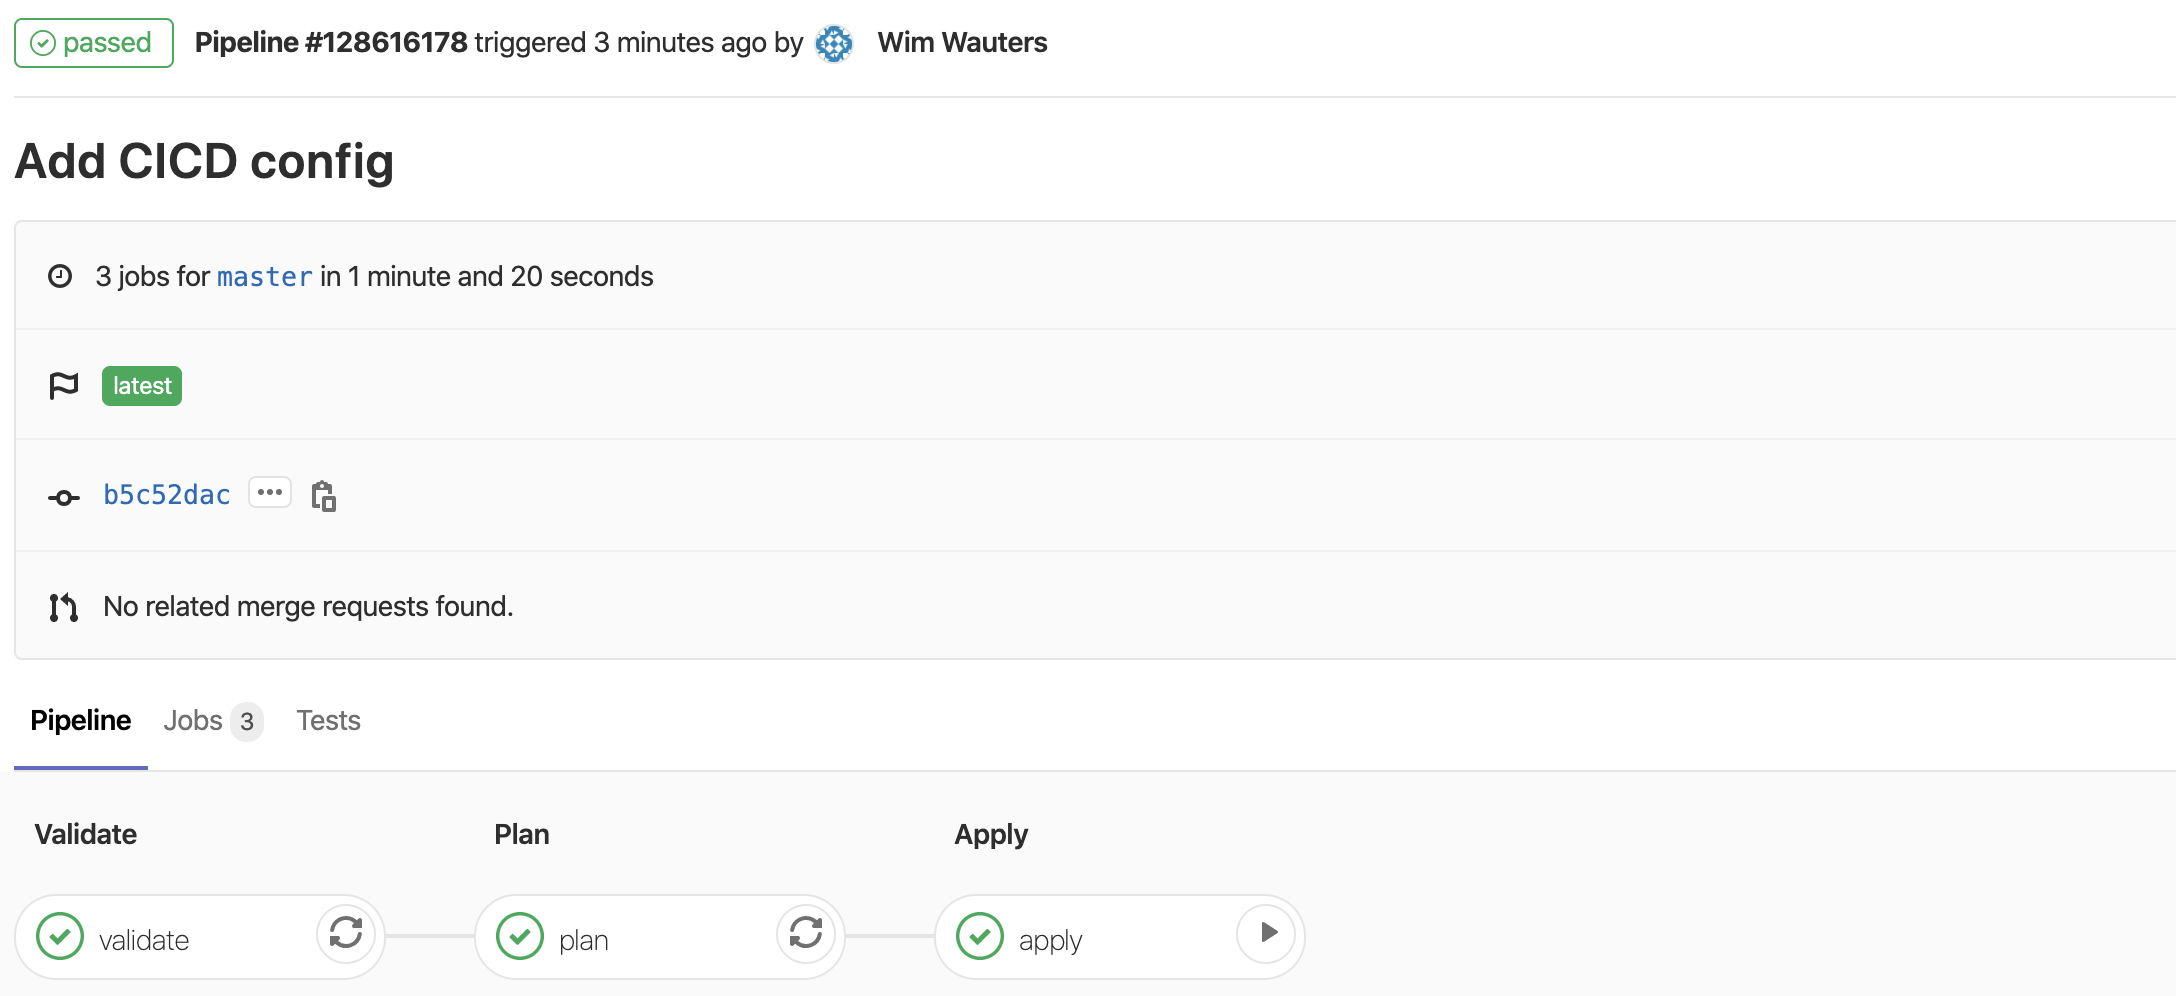 passed Pipeline #128616178 triggered 3 minutes ago by Wim Wauters
Add CICD config
3 jobs for master in 1 minute and 20 seconds
latest
b5c52dac
No related merge requests found.
Pipeline Jobs 3 Tests
Validate Plan Apply
validate plan apply